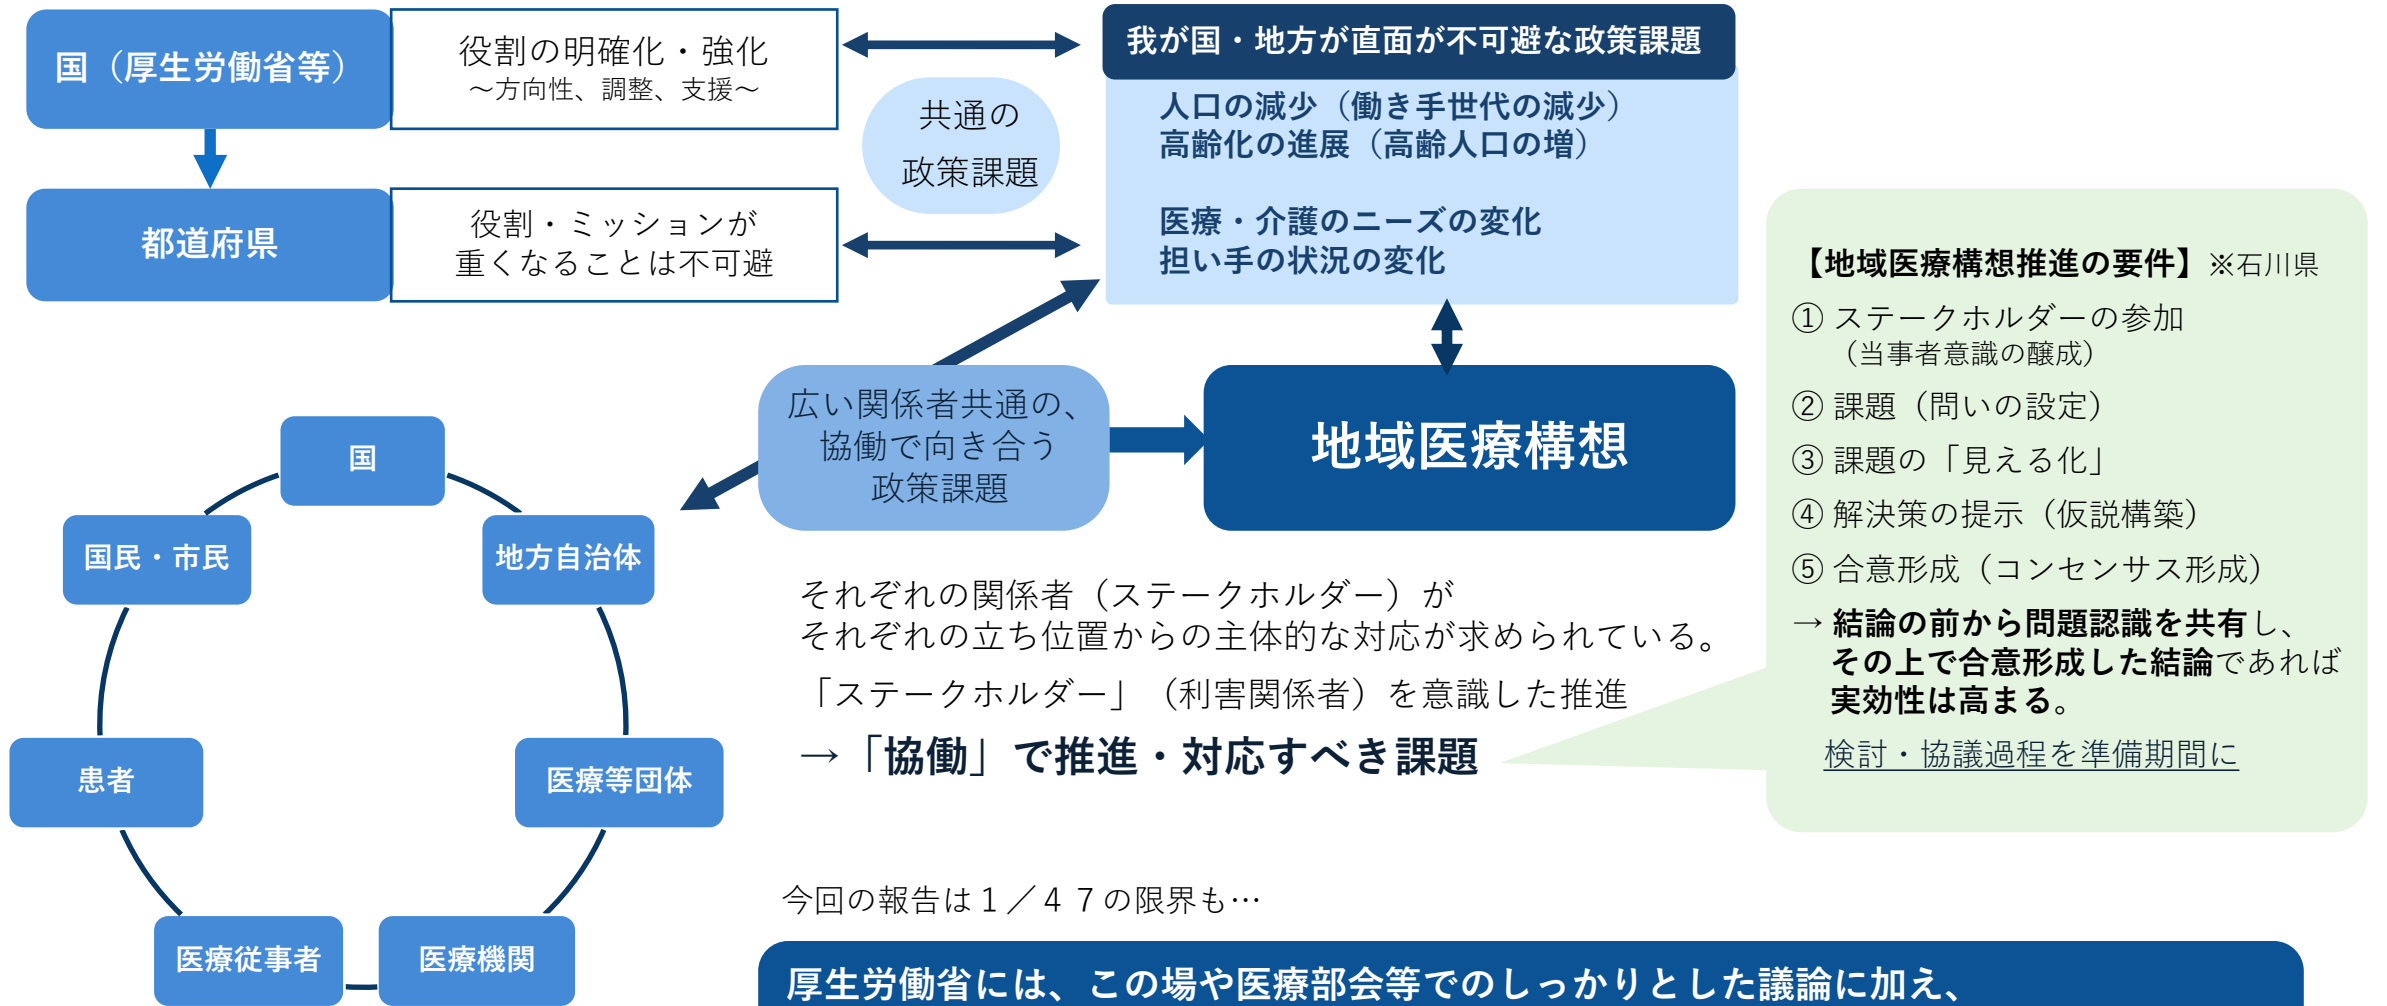 国（厚生労働省等）
役割の明確化・強化
～方向性、調整、支援～
都道府県
役割・ミッションが
重くなることは不可避
共通の
政策課題
我が国・地方が直面が不可避な政策課題
人口の減少（働き手世代の減少）
高齢化の進展（高齢人口の増）
医療・介護のニーズの変化
担い手の状況の変化
広い関係者共通の、
協働で向き合う
政策課題
地域医療構想
国
地方自治体
医療等団体
医療機関
医療従事者
患者
国民・市民
それぞれの関係者（ステークホルダー）が
それぞれの立ち位置からの主体的な対応が求められている。
「ステークホルダー」（利害関係者）を意識した推進
→「協働」で推進・対応すべき課題
【地域医療構想推進の要件】※石川県
① ステークホルダーの参加
（当事者意識の醸成）
② 課題（問いの設定）
③ 課題の「見える化」
④ 解決策の提示（仮説構築）
⑤ 合意形成（コンセンサス形成）
→ 結論の前から問題認識を共有し、
その上で合意形成した結論であれば
実効性は高まる。
検討・協議過程を準備期間に
今回の報告は１／４７の限界も…
厚生労働省には、この場や医療部会等でのしっかりとした議論に加え、